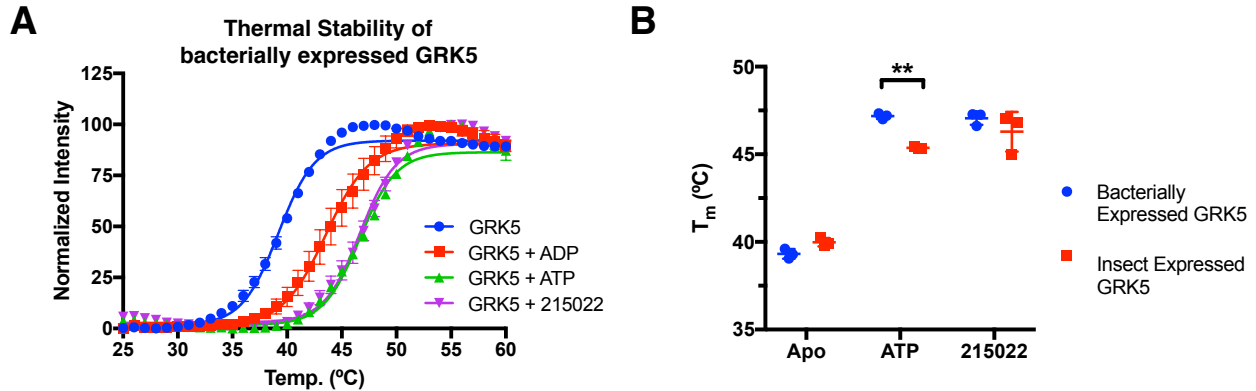 A
Thermal Stability of
bacterially expressed GRK5
Normalized Intensity
125
100
75
50
25
0
25 30 35 40 45 50 55 60
Temp. (ºC)
GRK5
GRK5 + ADP
GRK5 + ATP
GRK5 + 215022
B
Tm (ºC)
50
45
40
35
**
Apo ATP 215022
Bacterially
Expressed GRK5
Insect Expressed
GRK5